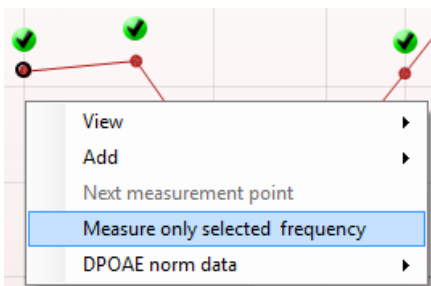 View
Add
Next measurement point
Measure only selected frequency
DPOAE norm data